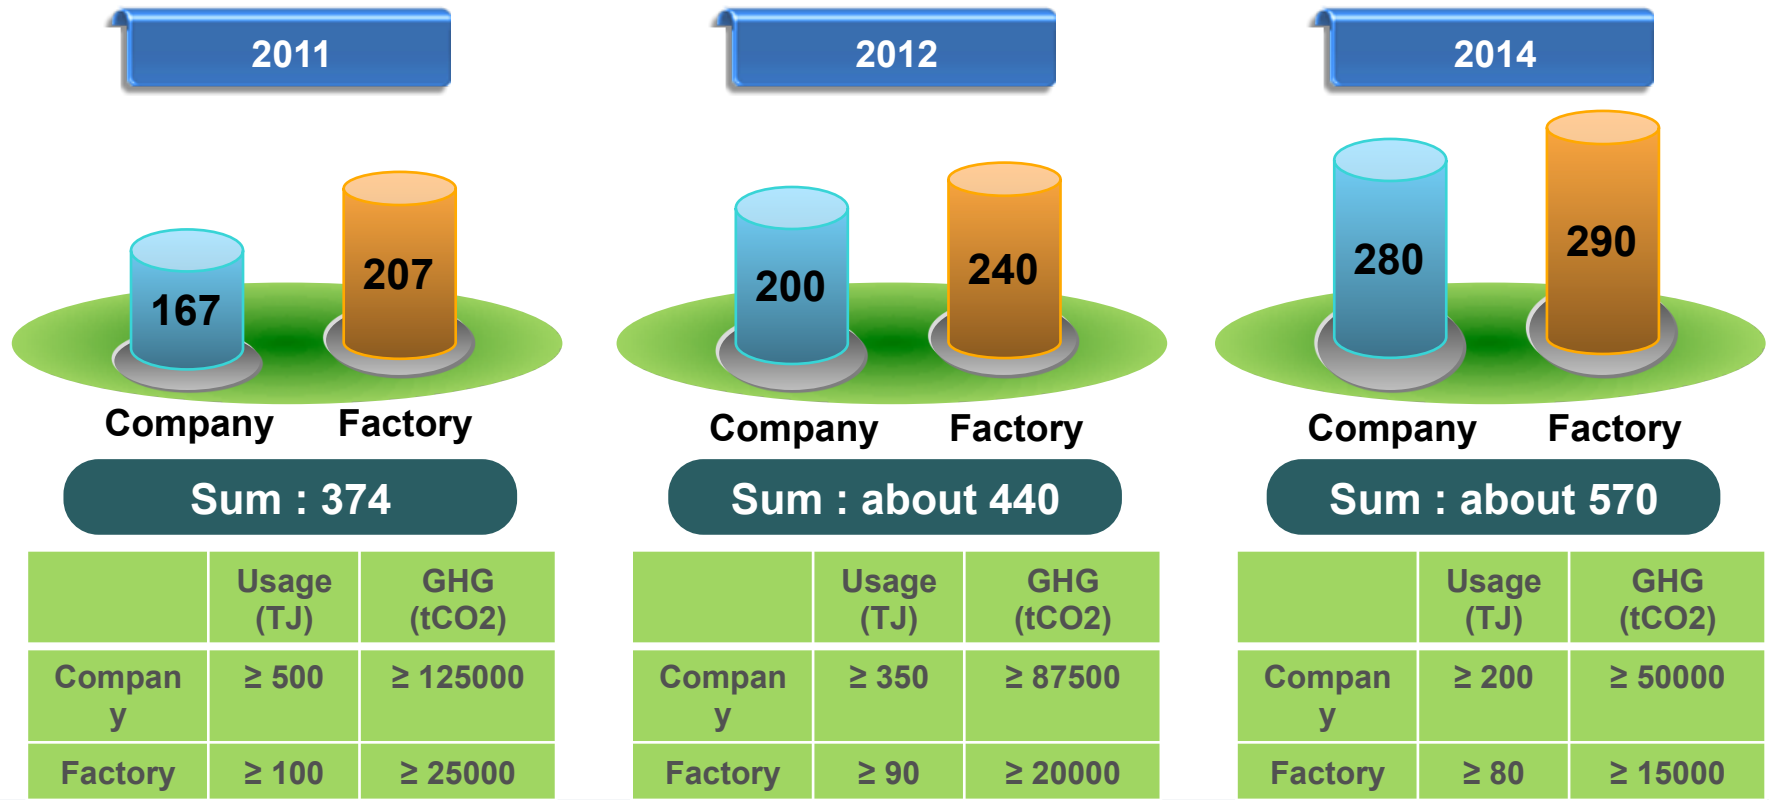 2011
2012
2014
167
207
200
240
280
290
Company Factory
Company Factory
Company Factory
Sum : 374
Sum : about 440
Sum : about 570
Usage
(TJ)
GHG
(tCO2)
Compan
y
≥ 500
≥ 125000
Factory
≥ 100
≥ 25000
Usage
(TJ)
GHG
(tCO2)
Compan
y
≥ 350
≥ 87500
Factory
≥ 90
≥ 20000
Usage
(TJ)
GHG
(tCO2)
Compan
y
≥ 200
≥ 50000
Factory
≥ 80
≥ 15000